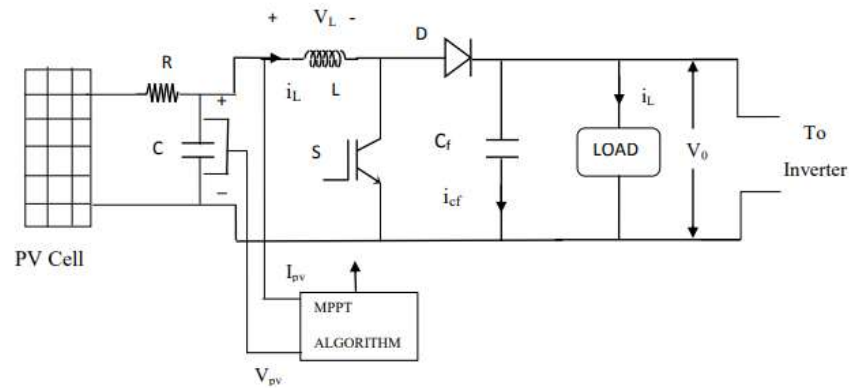 + V_L -
D
R
i_L
L
i_L
+
C
S
C_f
LOAD
V_0
To
Inverter
–
i_cf
PV Cell
I_pv
MPPT
ALGORITHM
V_pv